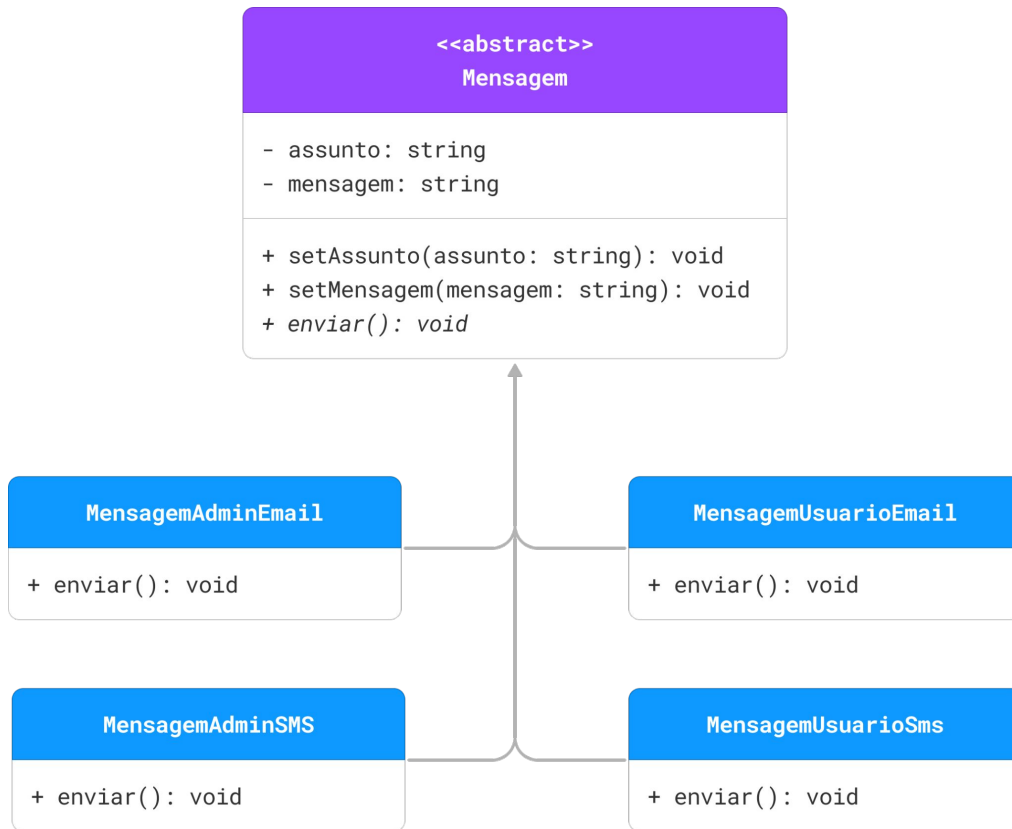 <<abstract>>
Mensagem
- assunto: string
- mensagem: string
+ setAssunto(assunto: string): void
+ setMensagem(mensagem: string): void
+ enviar(): void
MensagemAdminEmail
+ enviar(): void
MensagemUsuarioEmail
+ enviar(): void
MensagemAdminSMS
+ enviar(): void
MensagemUsuarioSms
+ enviar(): void